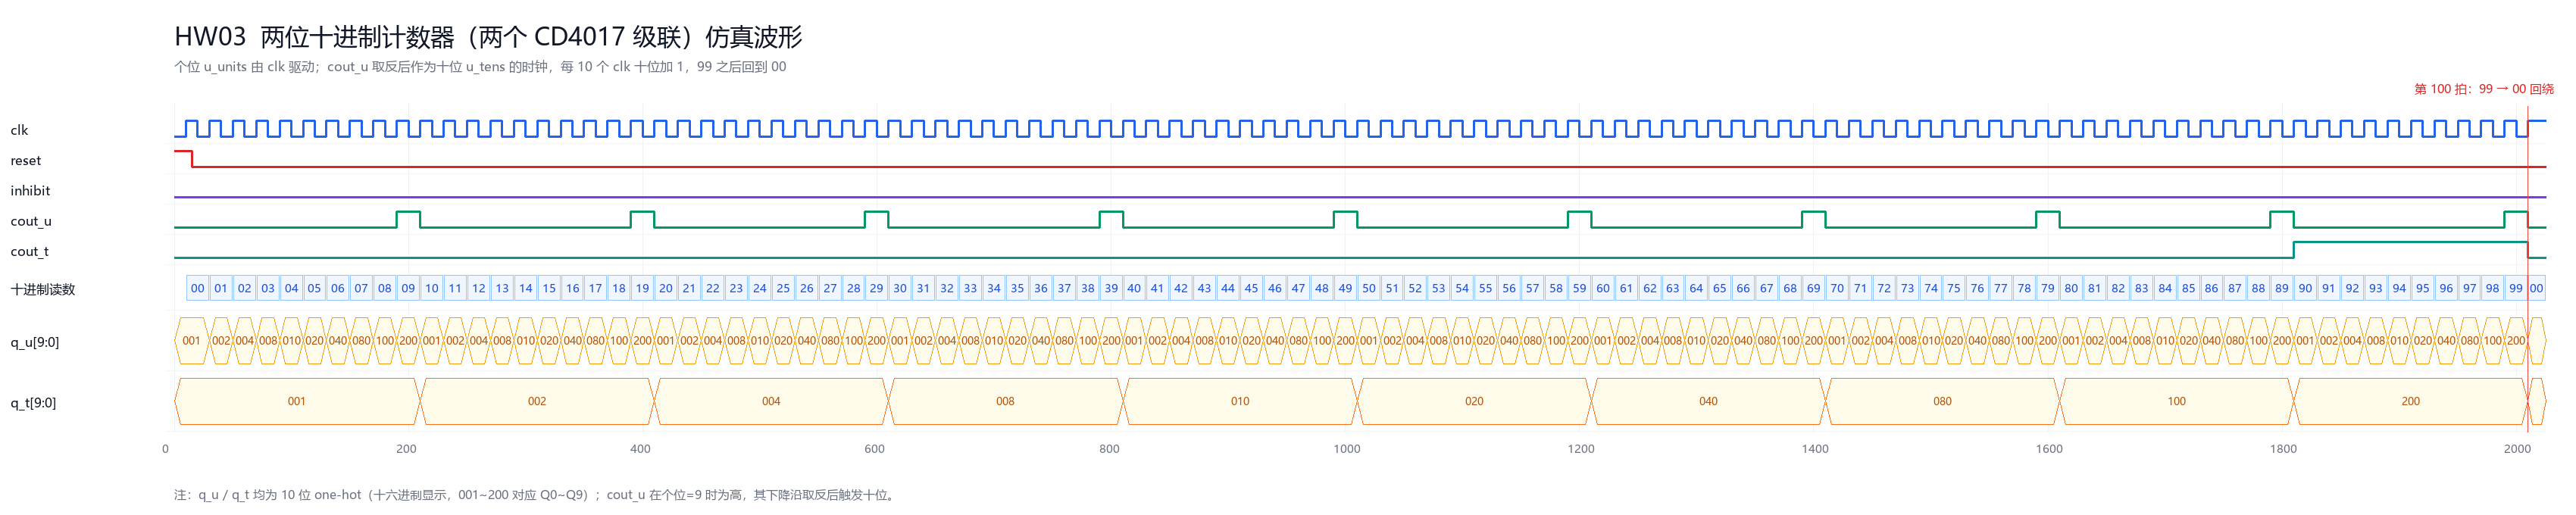 HW03 两位十进制计数器（两个 CD4017 级联）仿真波形
个位 u_units 由 clk 驱动；cout_u 取反后作为十位 u_tens 的时钟，每 10 个 clk 十位加 1，99 之后回到 00
第 100 拍：99 → 00 回绕
clk
reset
inhibit
cout_u
cout_t
十进制读数 00 01 02 03 04 05 06 07 08 09 10 11 12 13 14 15 16 17 18 19 20 21 22 23 24 25 26 27 28 29 30 31 32 33 34 35 36 37 38 39 40 41 42 43 44 45 46 47 48 49 50 51 52 53 54 55 56 57 58 59 60 61 62 63 64 65 66 67 68 69 70 71 72 73 74 75 76 77 78 79 80 81 82 83 84 85 86 87 88 89 90 91 92 93 94 95 96 97 98 99 00
q_u[9:0] 001 002 004 008 010 020 040 080 100 200 001 002 004 008 010 020 040 080 100 200 001 002 004 008 010 020 040 080 100 200 001 002 004 008 010 020 040 080 100 200 001 002 004 008 010 020 040 080 100 200 001 002 004 008 010 020 040 080 100 200 001 002 004 008 010 020 040 080 100 200 001 002 004 008 010 020 040 080 100 200 001 002 004 008 010 020 040 080 100 200 001 002 004 008 010 020 040 080 100 200
q_t[9:0] 001 002 004 008 010 020 040 080 100 200
0 200 400 600 800 1000 1200 1400 1600 1800 2000
注：q_u / q_t 均为 10 位 one-hot（十六进制显示，001~200 对应 Q0~Q9）；cout_u 在个位=9 时为高，其下降沿取反后触发十位。